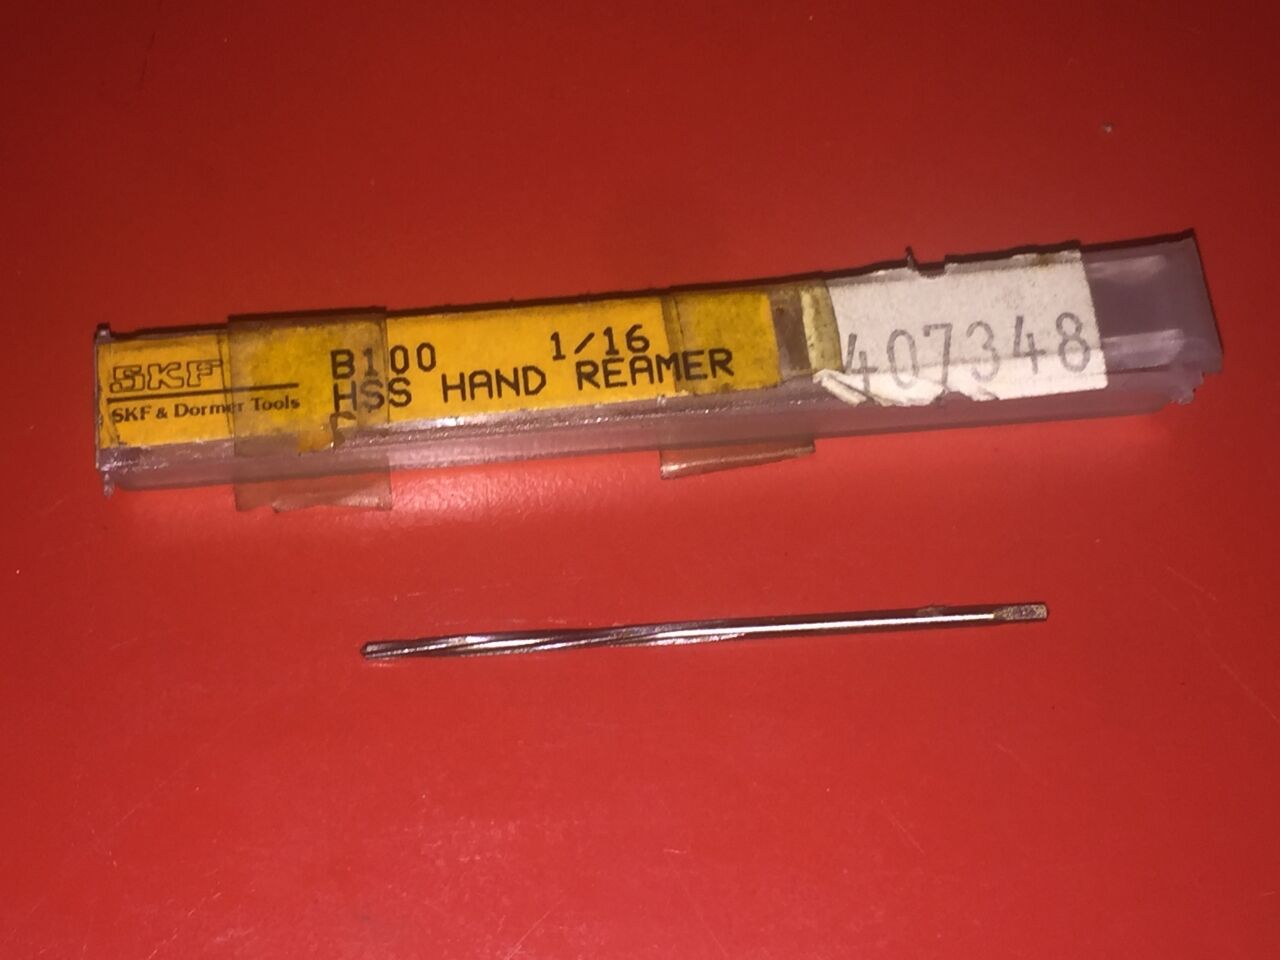 SKF
SKF & Dormer Tools
B100 1/16
HSS HAND REAMER
407348